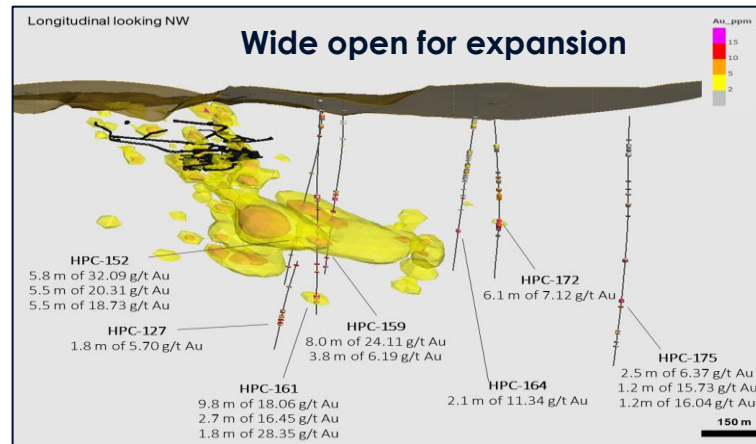 Longitudinal looking NW
Wide open for expansion
Au_ppm
15
10
5
2
HPC-152
5.8 m of 32.09 g/t Au
5.5 m of 20.31 g/t Au
5.5 m of 18.73 g/t Au
HPC-127
1.8 m of 5.70 g/t Au
HPC-161
9.8 m of 18.06 g/t Au
2.7 m of 16.45 g/t Au
1.8 m of 28.35 g/t Au
HPC-159
8.0 m of 24.11 g/t Au
3.8 m of 6.19 g/t Au
HPC-164
2.1 m of 11.34 g/t Au
HPC-172
6.1 m of 7.12 g/t Au
HPC-175
2.5 m of 6.37 g/t Au
1.2 m of 15.73 g/t Au
1.2m of 16.04 g/t Au
150 m